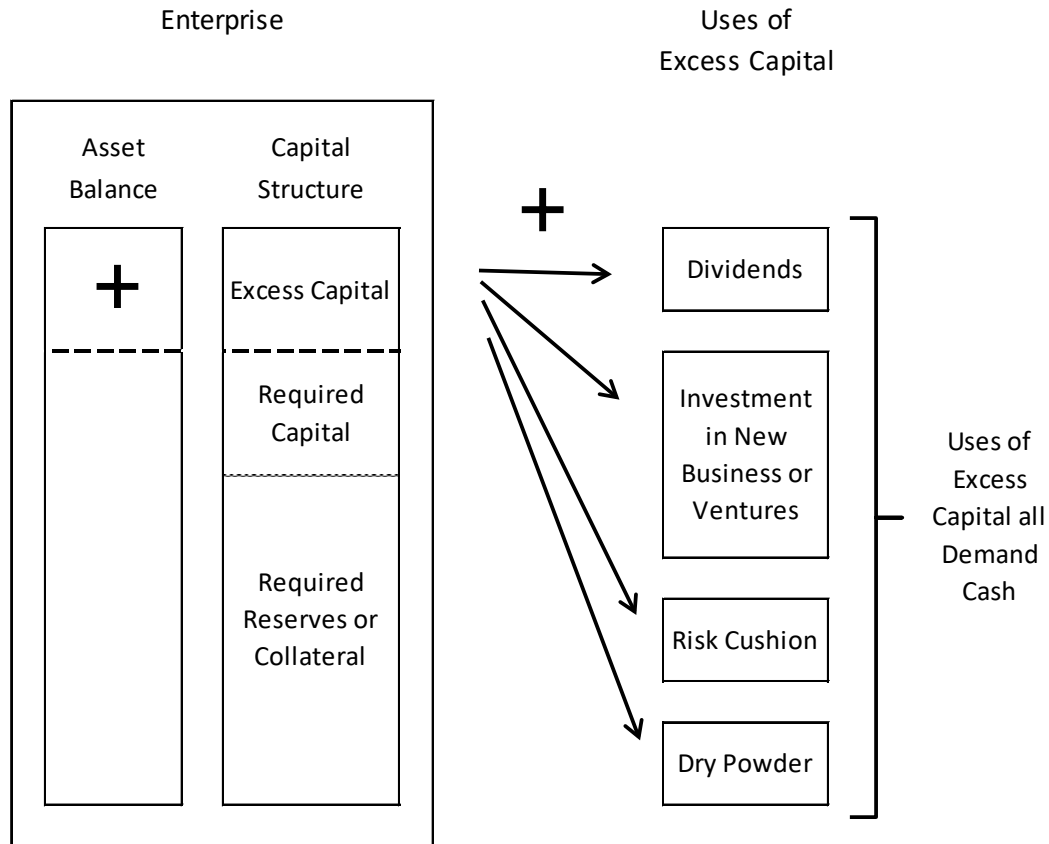 Enterprise
Uses of
Excess Capital
Asset
Balance
Capital
Structure
+
Excess Capital
Required
Capital
Required
Reserves or
Collateral
+
Dividends
Investment
in New
Business or
Ventures
Risk Cushion
Dry Powder
Uses of
Excess
Capital all
Demand
Cash